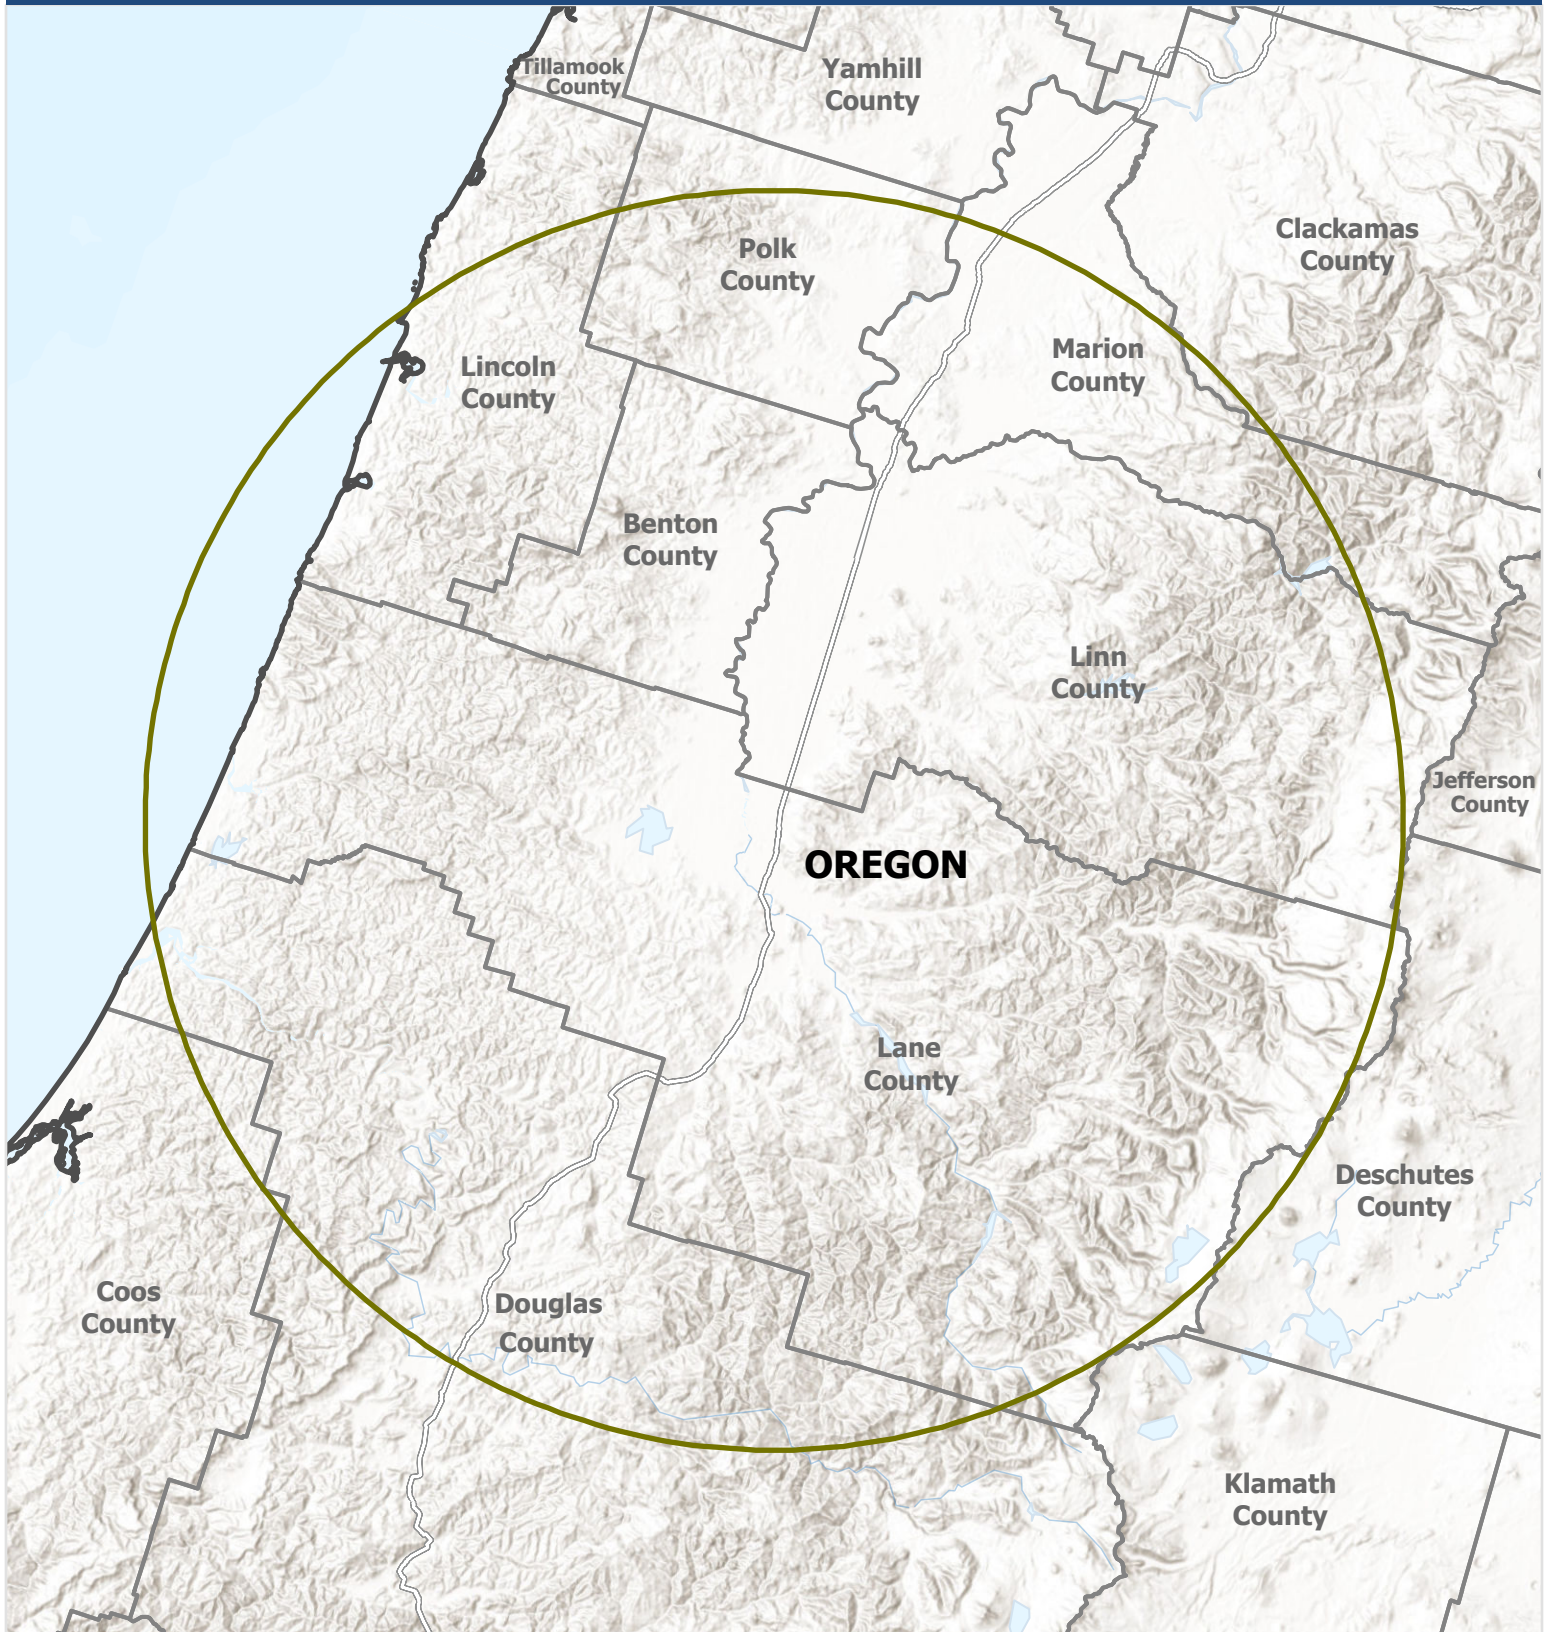 Tillamook
County
Yamhill
County
Clackamas
County
Polk
County
Marion
County
Lincoln
County
Benton
County
Linn
County
Jefferson
County
OREGON
Lane
County
Deschutes
County
Coos
County
Douglas
County
Klamath
County